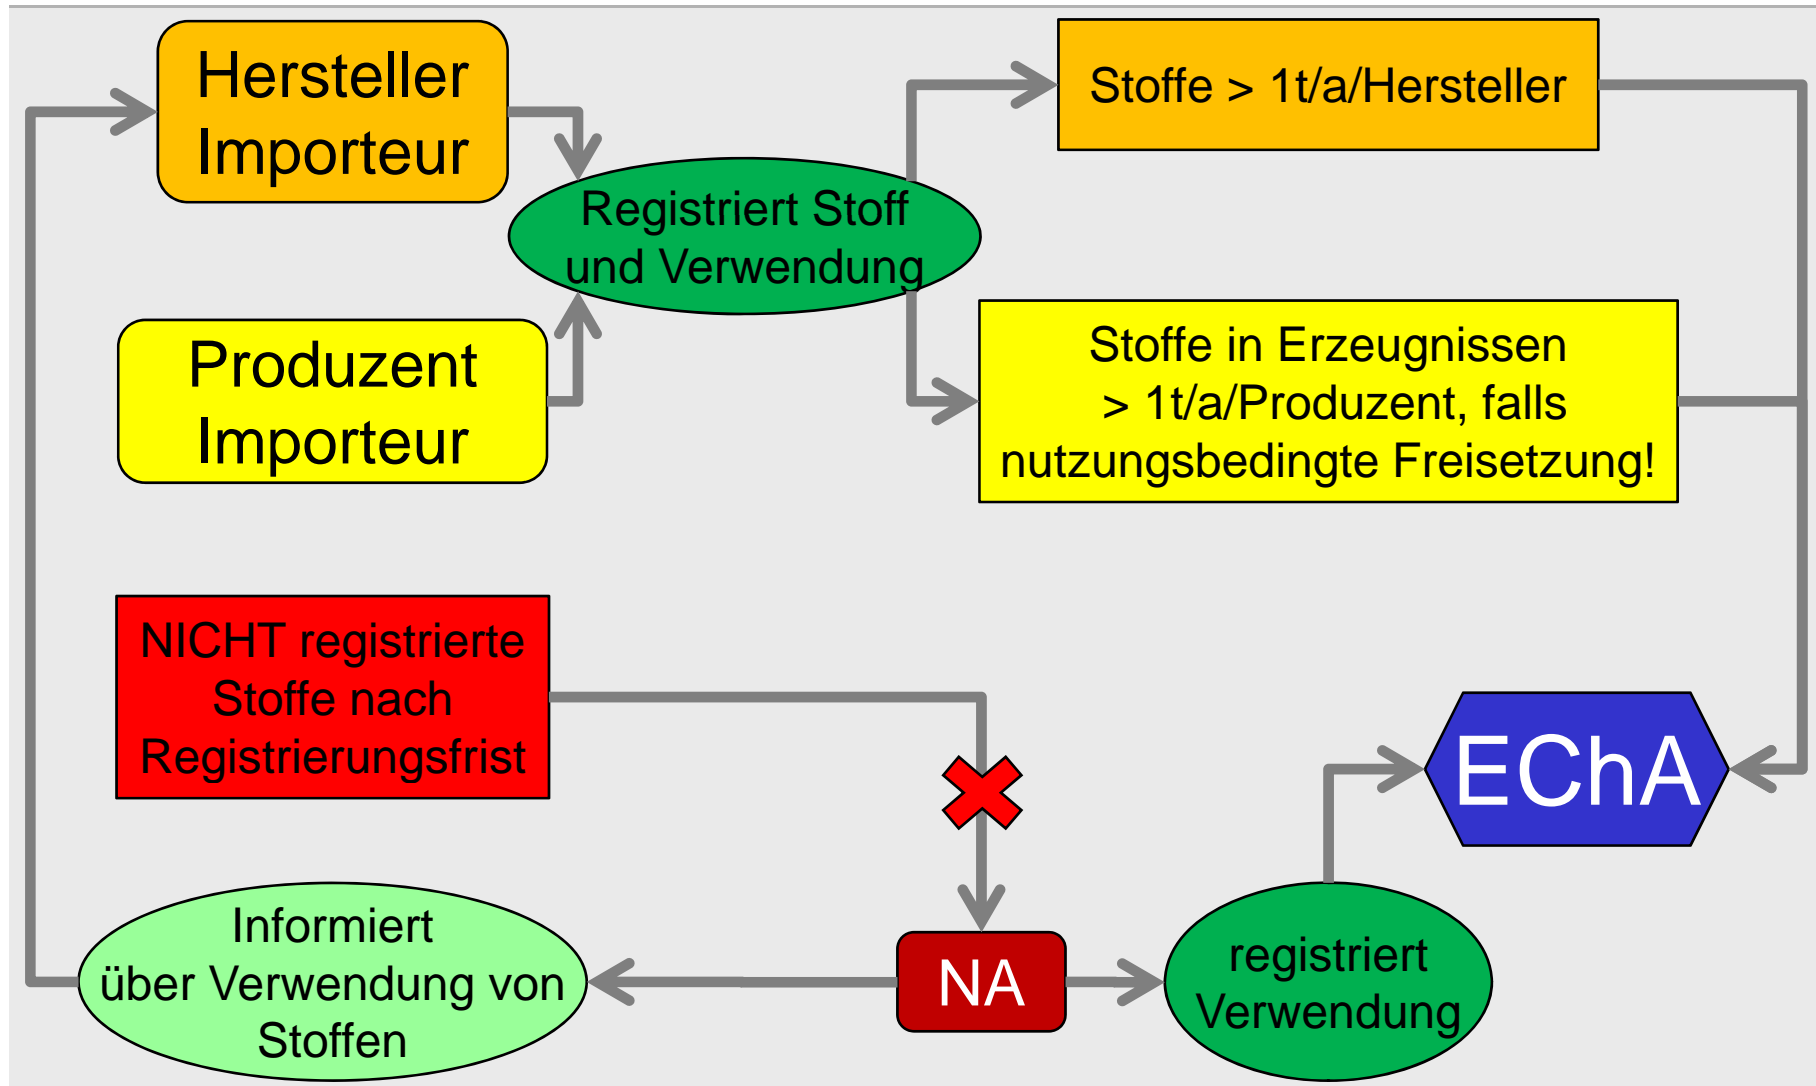 Hersteller
Importeur
Stoffe > 1t/a/Hersteller
Registriert Stoff
und Verwendung
Produzent
Importeur
Stoffe in Erzeugnissen
> 1t/a/Produzent, falls
nutzungsbedingte Freisetzung!
NICHT registrierte
Stoffe nach
Registrierungsfrist
EChA
Informiert
über Verwendung von
Stoffen
NA
registriert
Verwendung